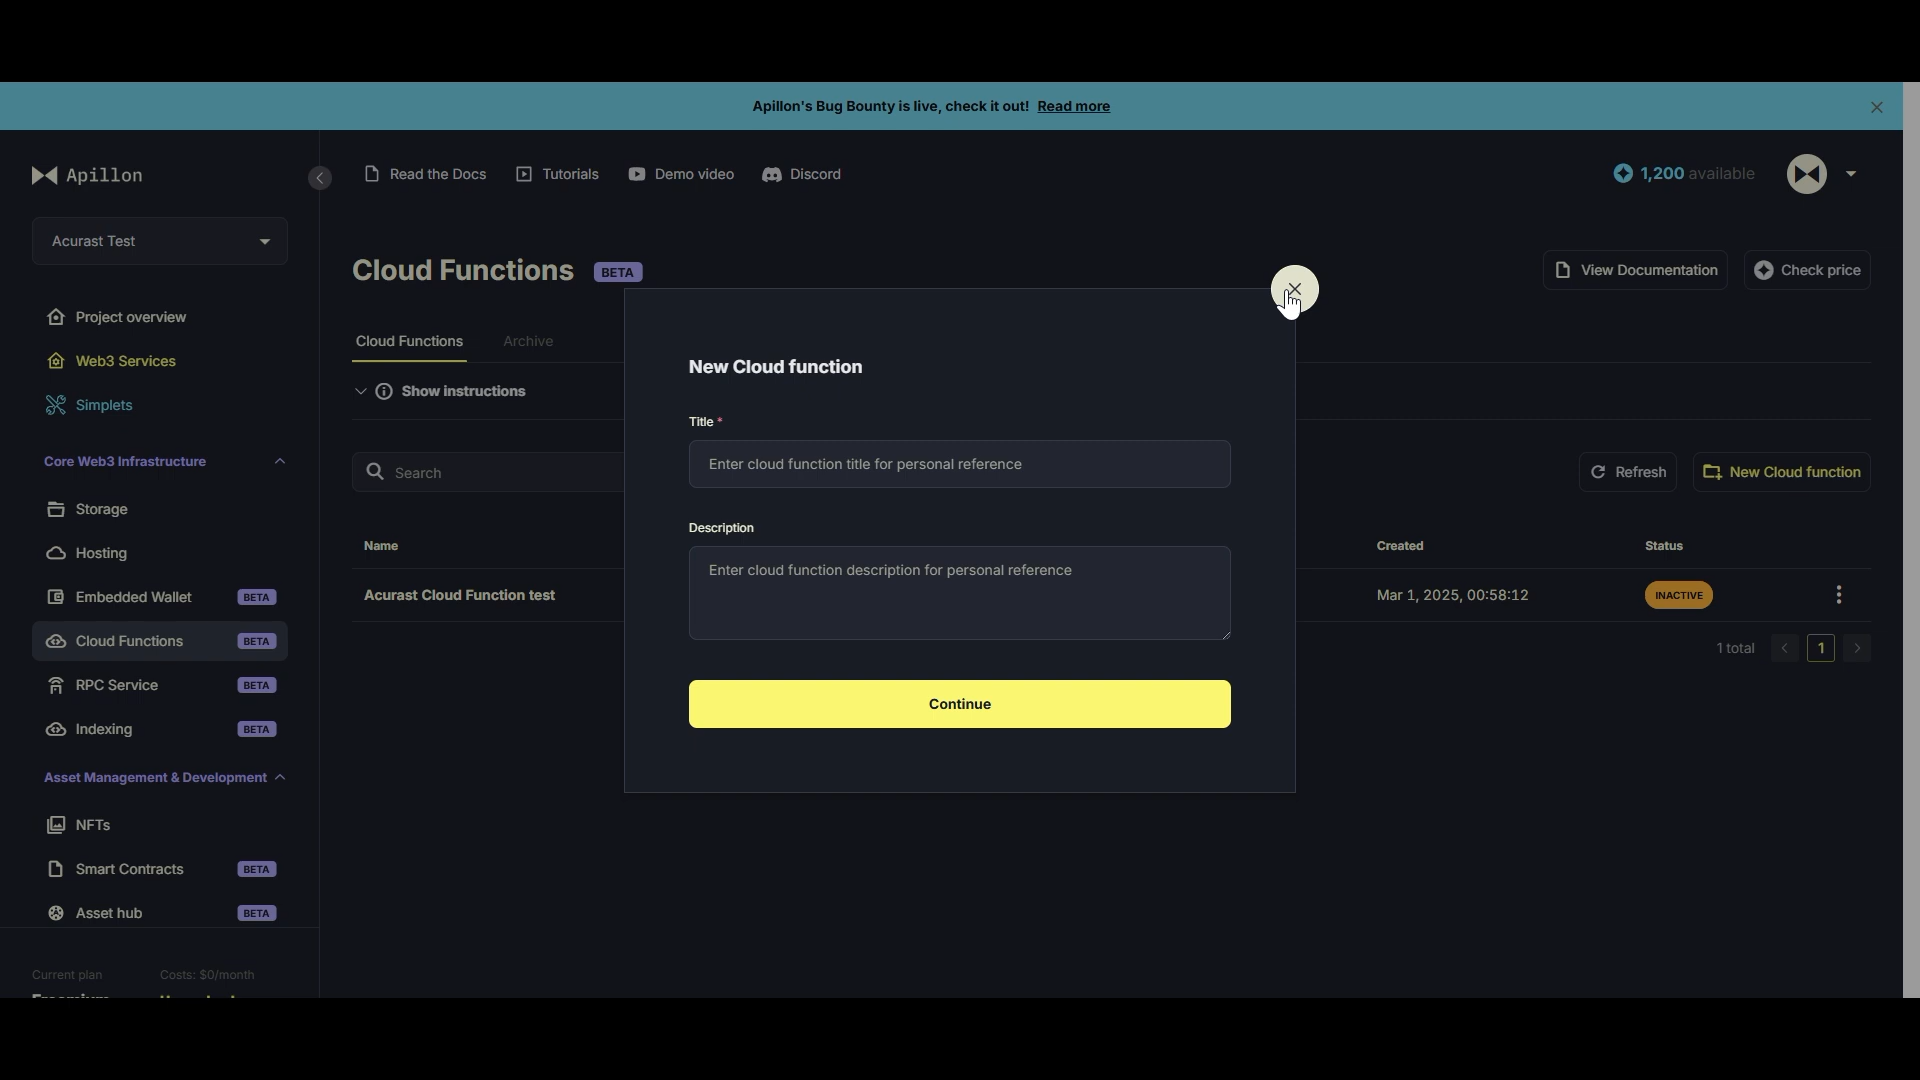 Apillon's Bug Bounty is live, check it out! Read more
Apillon
Read the Docs
Tutorials
Demo video
Discord
1,200 available
Acurast Test
Cloud Functions BETA
View Documentation
Check price
Project overview
Web3 Services
Simplets
Core Web3 Infrastructure
Storage
Hosting
Embedded Wallet BETA
Cloud Functions BETA
RPC Service BETA
Indexing BETA
Asset Management & Development
NFTs
Smart Contracts BETA
Asset hub BETA
Current plan
Costs: $0/month
Cloud Functions
Archive
Show instructions
Search
Refresh
New Cloud function
Name
Created
Status
Acurast Cloud Function test
Mar 1, 2025, 00:58:12
INACTIVE
1 total
1
New Cloud function
Title *
Enter cloud function title for personal reference
Description
Enter cloud function description for personal reference
Continue